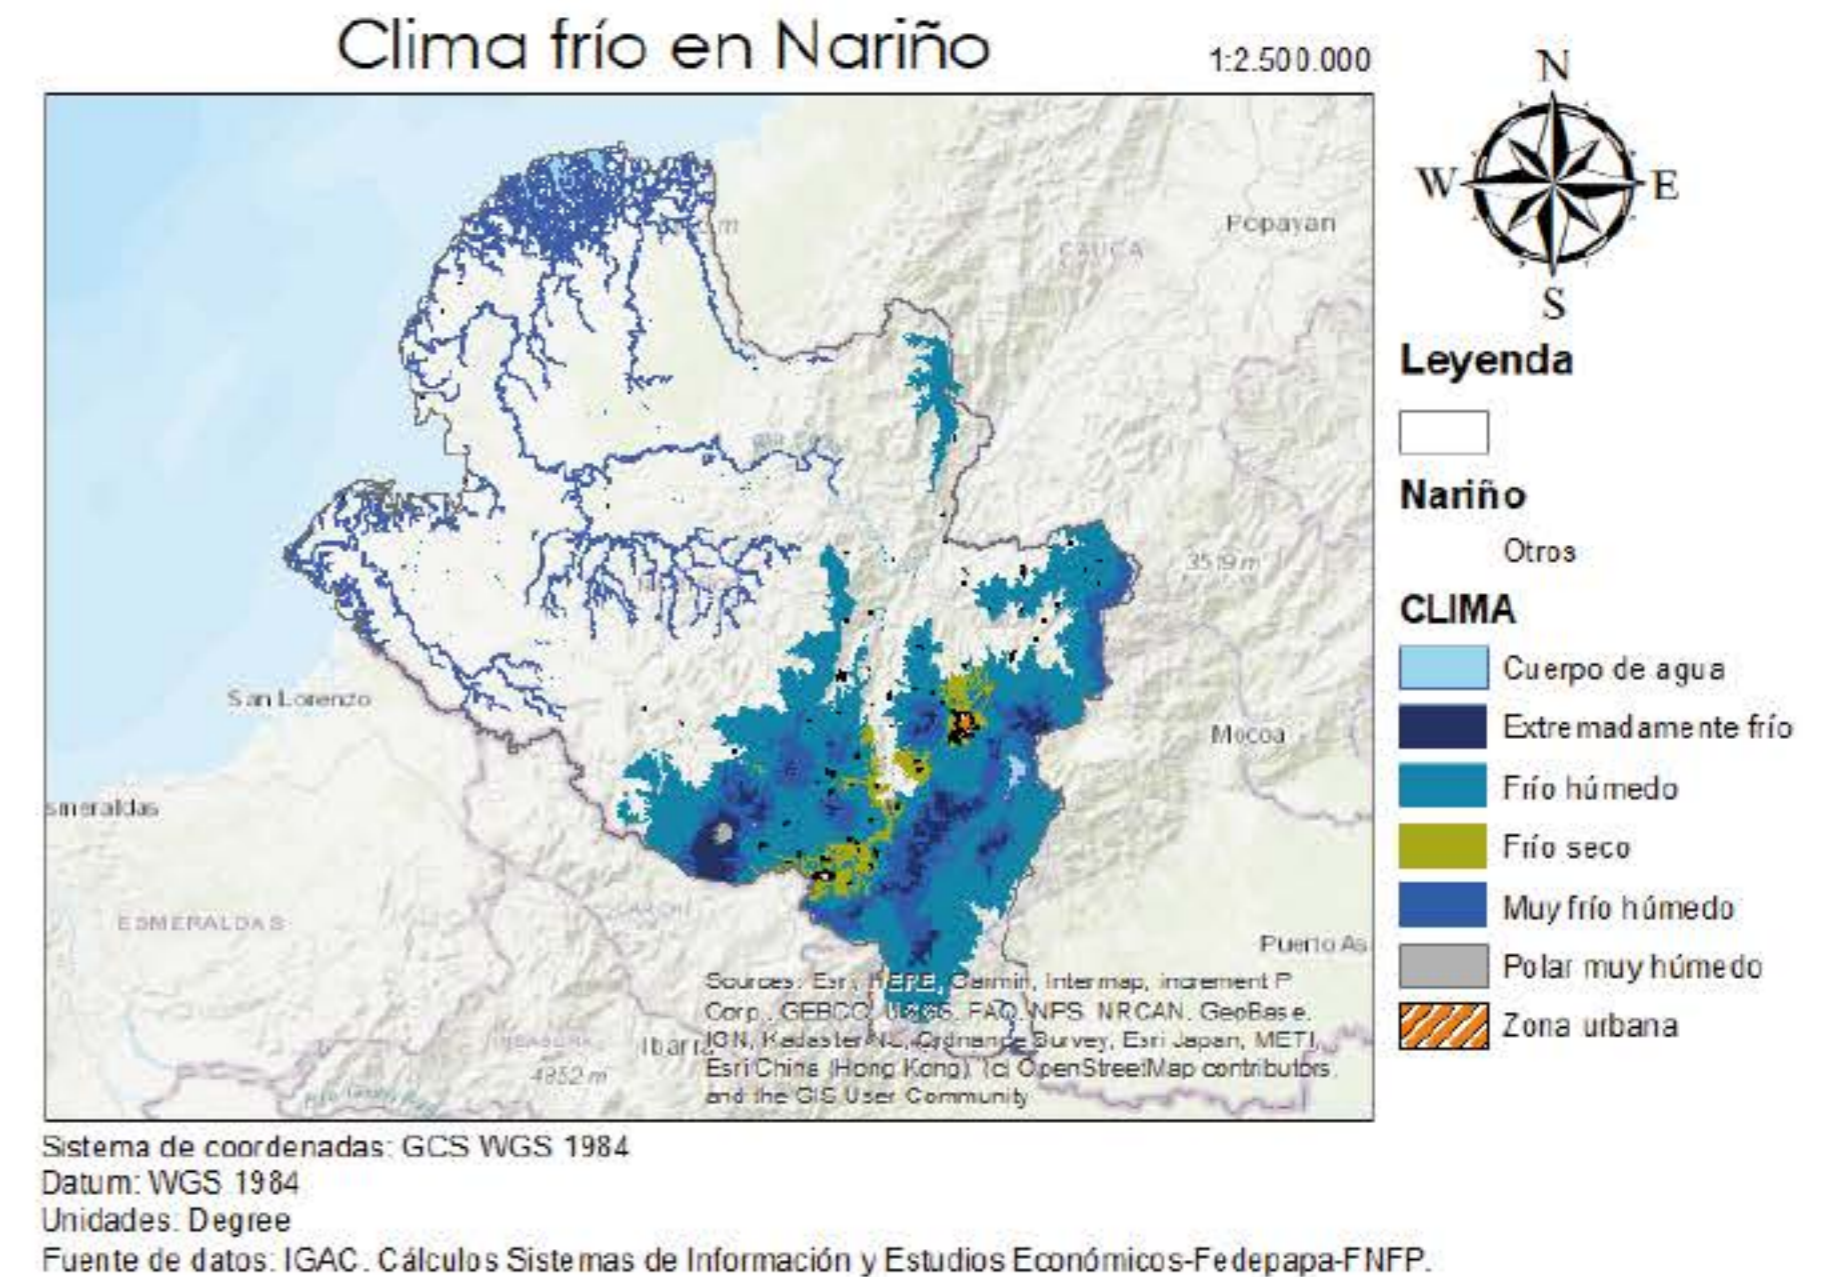 Clima frío en Nariño
1:2.500.000
N
W
E
S
Popayan
CAUCA
3519 m
San Lorenzo
Mocoa
smeraldas
ESMERALDAS
CARCHI
Puerto As
Ibarra
4852 m
Sources: Esri, HERE, Garmin, Intermap, increment P
Corp., GEBCO, USGS, FAO, NPS, NRCAN, GeoBase,
IGN, Kadaster NL, Ordnance Survey, Esri Japan, METI,
Esri China (Hong Kong), (c) OpenStreetMap contributors,
and the GIS User Community
Leyenda
Nariño
Otros
CLIMA
Cuerpo de agua
Extremadamente frío
Frío húmedo
Frío seco
Muy frío húmedo
Polar muy húmedo
Zona urbana
Sistema de coordenadas: GCS WGS 1984
Datum: WGS 1984
Unidades: Degree
Fuente de datos: IGAC. Cálculos Sistemas de Información y Estudios Económicos-Fedepapa-FNFP.